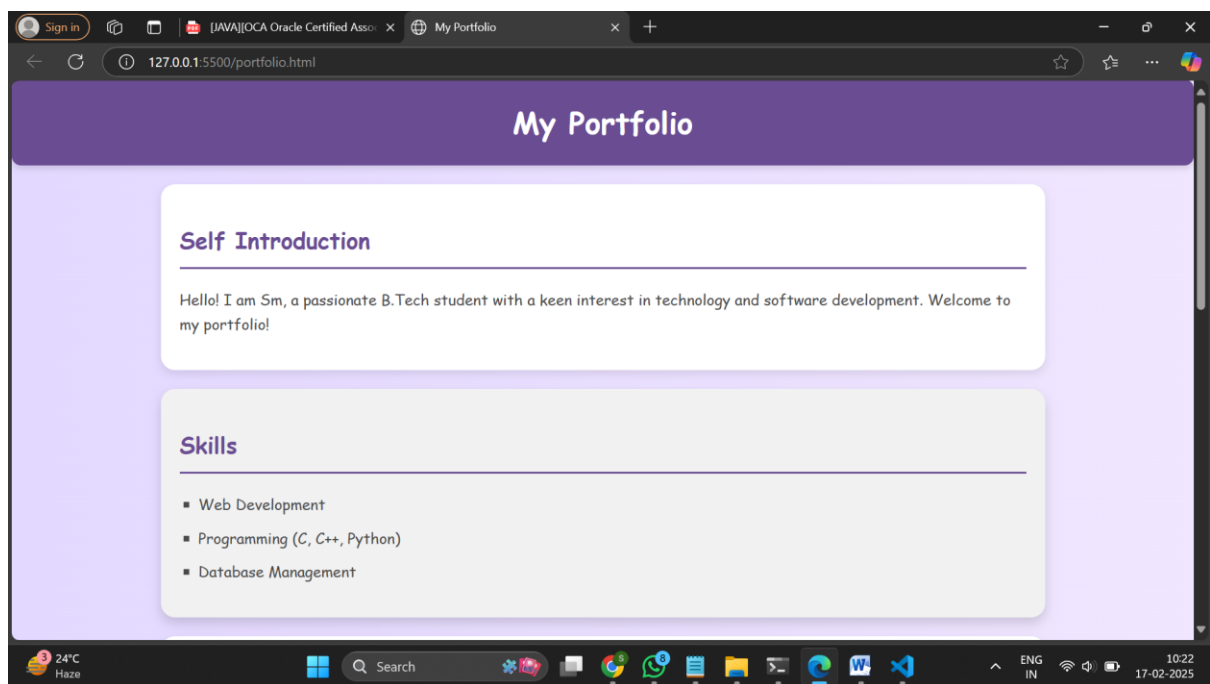 Sign in
[JAVA][OCA Oracle Certified Asso
My Portfolio
127.0.0.1:5500/portfolio.html
My Portfolio
Self Introduction
Hello! I am Sm, a passionate B.Tech student with a keen interest in technology and software development. Welcome to
my portfolio!
Skills
Web Development
Programming (C, C++, Python)
Database Management
3
24°C
Haze
Search
S
8
ENG
IN
10:22
17-02-2025